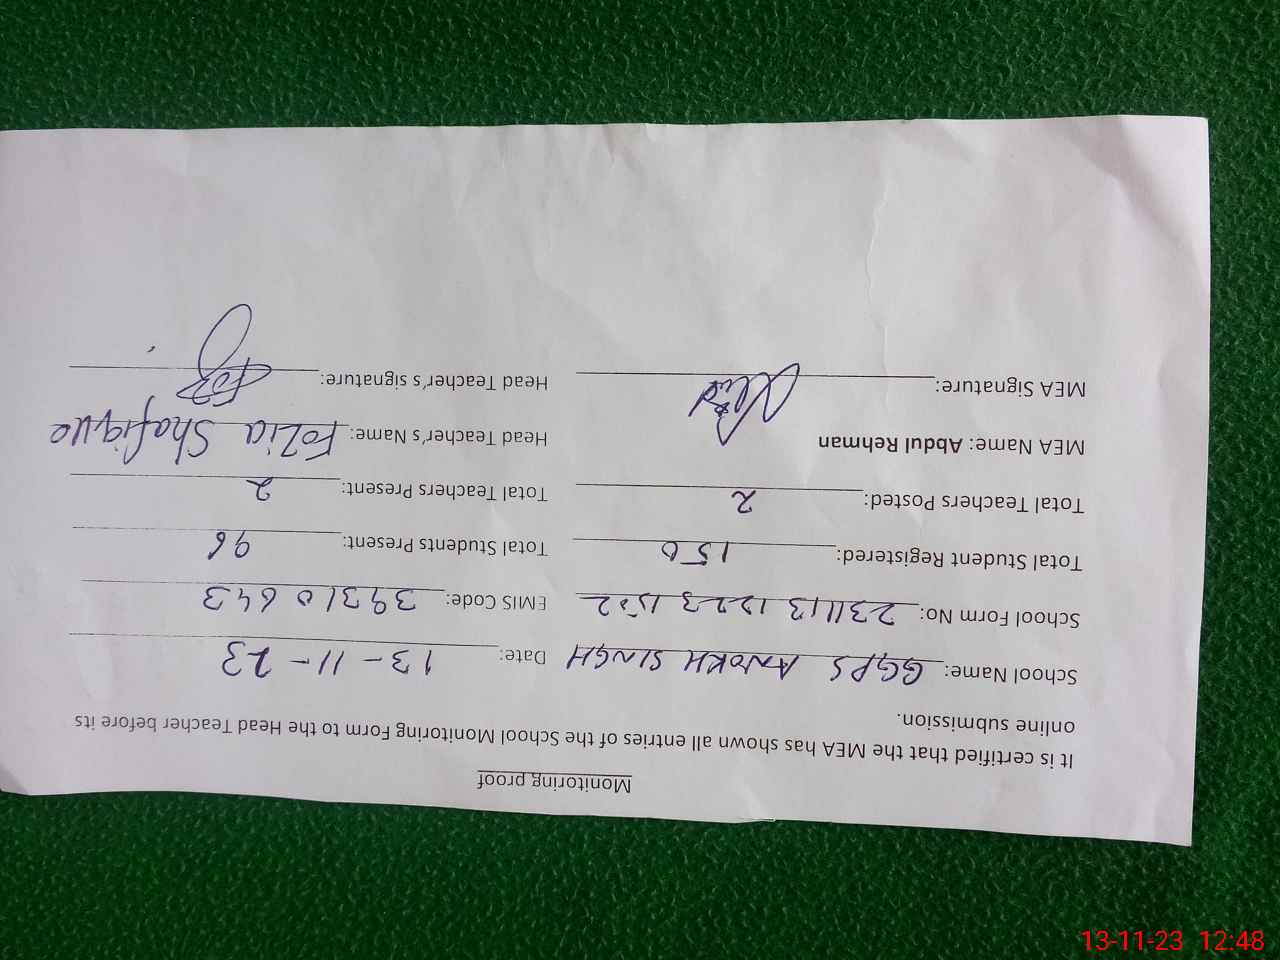 Monitoring proof
It is certified that the MEA has shown all entries of the School Monitoring Form to the Head Teacher before its
online submission.
School Name: GGPS ANOKH SINGH Date: 13-11-23
School Form No: EMIS Code: 39310643
Total Student Registered: 150 Total Students Present: 96
Total Teachers Posted: 2 Total Teachers Present: 2
MEA Name: Abdul Rehman Head Teacher's Name: Fozia Shafique
MEA Signature: Head Teacher's signature:
13-11-23 12:48